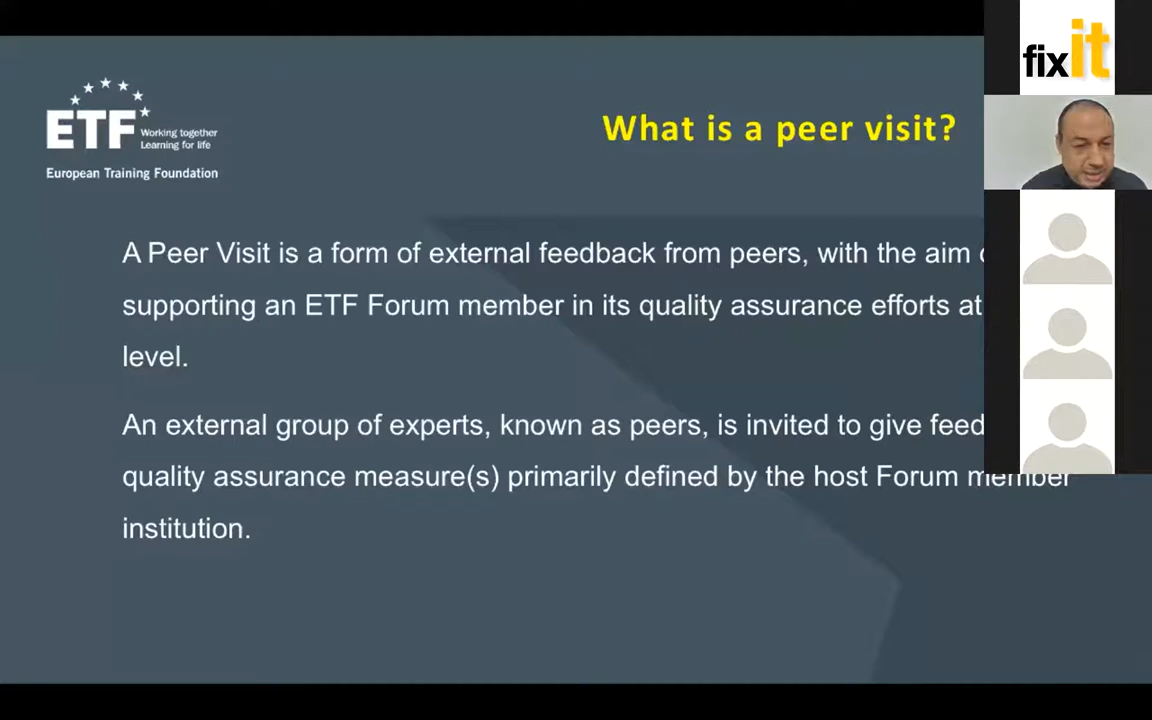 fixit
ETF
Working together
Learning for life
European Training Foundation
What is a peer visit?
A Peer Visit is a form of external feedback from peers, with the aim
supporting an ETF Forum member in its quality assurance efforts at
level.
An external group of experts, known as peers, is invited to give
quality assurance measure(s) primarily defined by the host Forum member
institution.